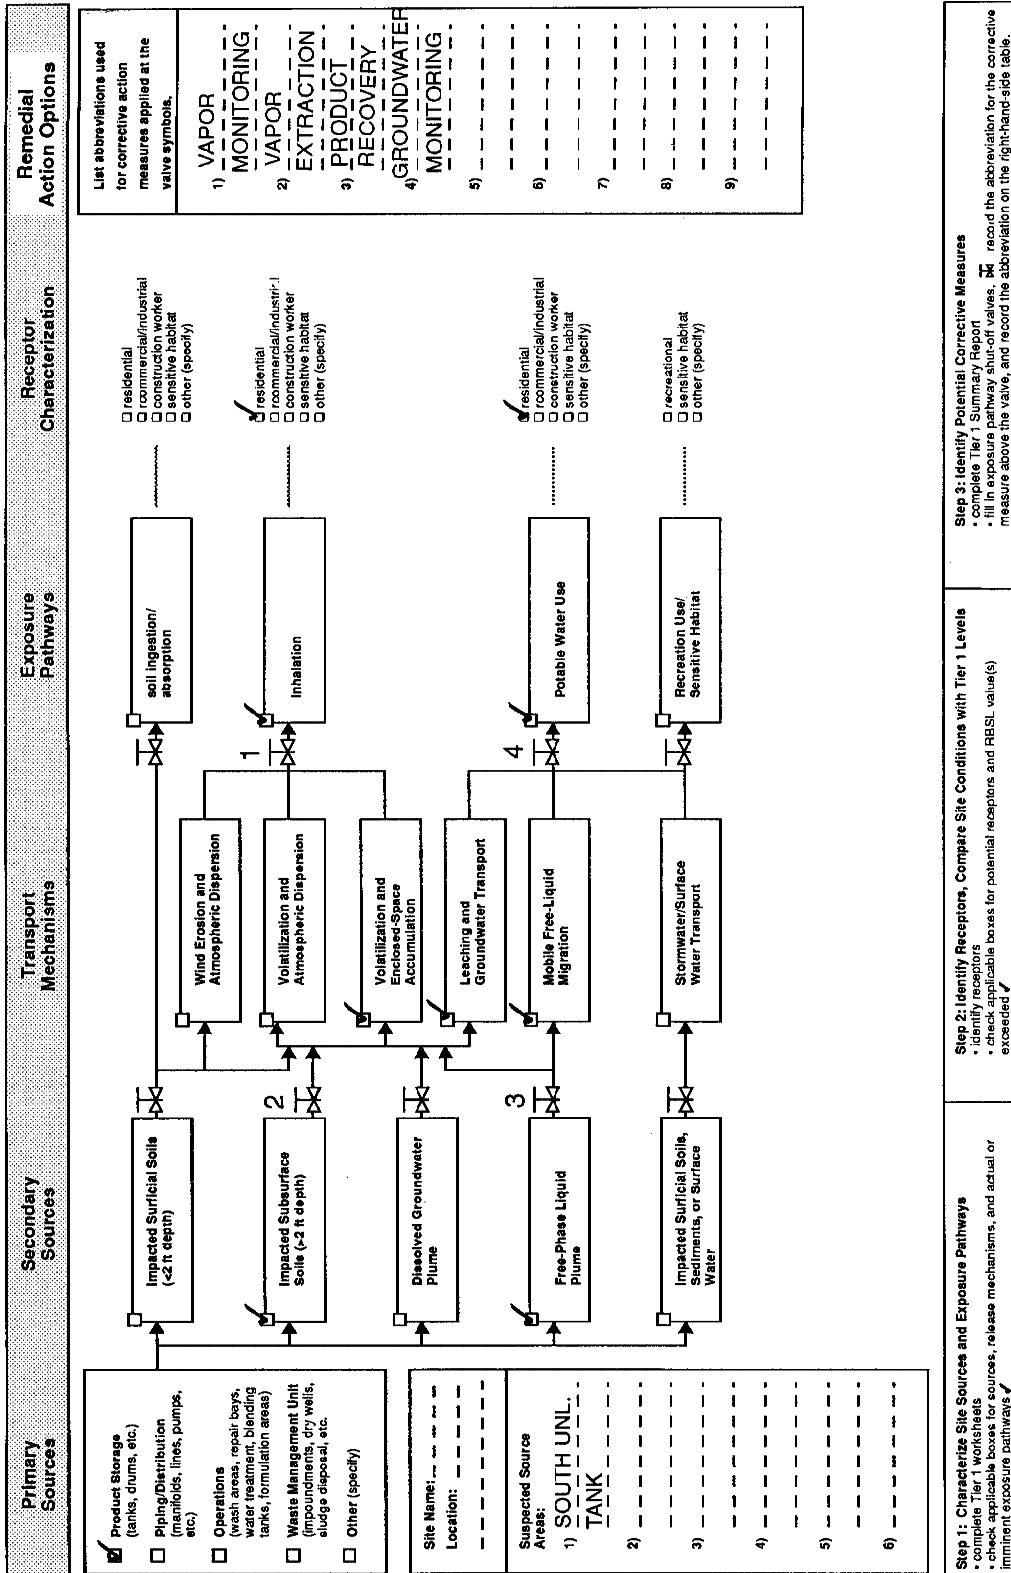 Primary
Sources
Secondary
Sources
Transport
Mechanisms
Exposure
Pathways
Receptor
Characterization
Remedial
Action Options
Product Storage
(tanks, drums, etc.)
Piping/Distribution
(manifolds, lines, pumps,
etc.)
Operations
(wash areas, repair bays,
water treatment, blending
tanks, formulation areas)
Waste Management Unit
(impoundments, dry wells,
sludge disposal, etc.
Other (specify)
Site Name:
Location:
Suspected Source
Areas:
1) SOUTH UNL.
TANK
2)
3)
4)
5)
6)
Impacted Surficial Soils
(<2 ft depth)
Impacted Subsurface
Soils (>2 ft depth)
2
Dissolved Groundwater
Plume
Free-Phase Liquid
Plume
3
Impacted Surficial Soils,
Sediments, or Surface
Water
Wind Erosion and
Atmospheric Dispersion
Volatilization and
Atmospheric Dispersion
Volatilization and
Enclosed-Space
Accumulation
Leaching and
Groundwater Transport
Mobile Free-Liquid
Migration
Stormwater/Surface
Water Transport
soil ingestion/
absorption
1
Inhalation
4
Potable Water Use
Recreation Use/
Sensitive Habitat
residential
rcommercial/industrial
construction worker
sensitive habitat
other (specify)
residential
rcommercial/industrial
construction worker
sensitive habitat
other (specify)
residential
rcommercial/industrial
construction worker
sensitive habitat
other (specify)
recreational
sensitive habitat
other (specify)
List abbreviations used
for corrective action
measures applied at the
valve symbols.
1) VAPOR
MONITORING
2) VAPOR
EXTRACTION
3) PRODUCT
RECOVERY
4) GROUNDWATER
MONITORING
5)
6)
7)
8)
9)
Step 1: Characterize Site Sources and Exposure Pathways
• complete Tier 1 worksheets
• check applicable boxes for sources, release mechanisms, and actual or
imminent exposure pathways ✓
Step 2: Identify Receptors, Compare Site Conditions with Tier 1 Levels
• identify receptors
• check applicable boxes for potential receptors and RBSL value(s)
exceeded ✓
Step 3: Identify Potential Corrective Measures
• complete Tier 1 Summary Report
• fill in exposure pathway shut-off valves, record the abbreviation for the corrective
measure above the valve, and record the abbreviation on the right-hand-side table.